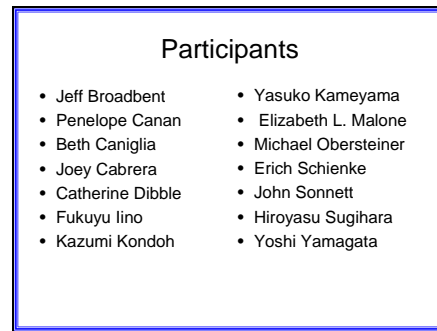 Participants
• Jeff Broadbent
• Penelope Canan
• Beth Caniglia
• Joey Cabrera
• Catherine Dibble
• Fukuyu Iino
• Kazumi Kondoh
• Yasuko Kameyama
• Elizabeth L. Malone
• Michael Obersteiner
• Erich Schienke
• John Sonnett
• Hiroyasu Sugihara
• Yoshi Yamagata